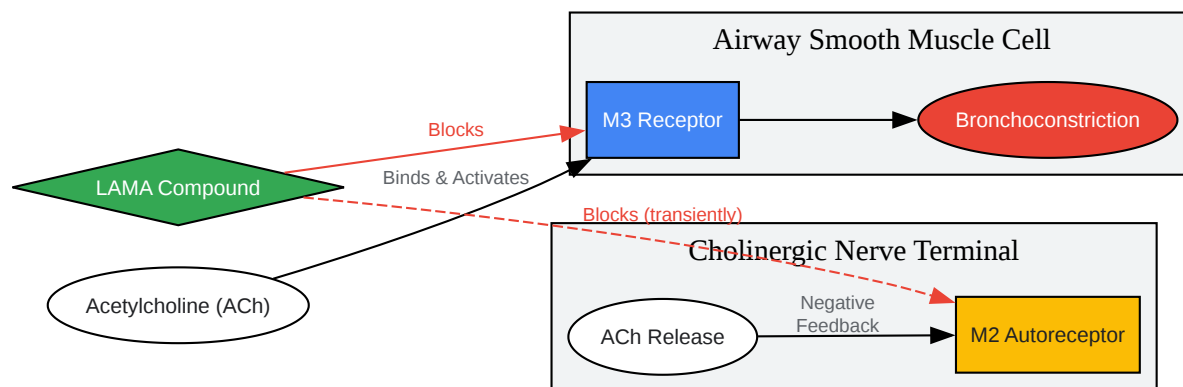 Airway Smooth Muscle Cell
M3 Receptor
Bronchoconstriction
Blocks
Binds & Activates
LAMA Compound
Blocks (transiently)
Cholinergic Nerve Terminal
Acetylcholine (ACh)
Negative
Feedback
ACh Release
M2 Autoreceptor